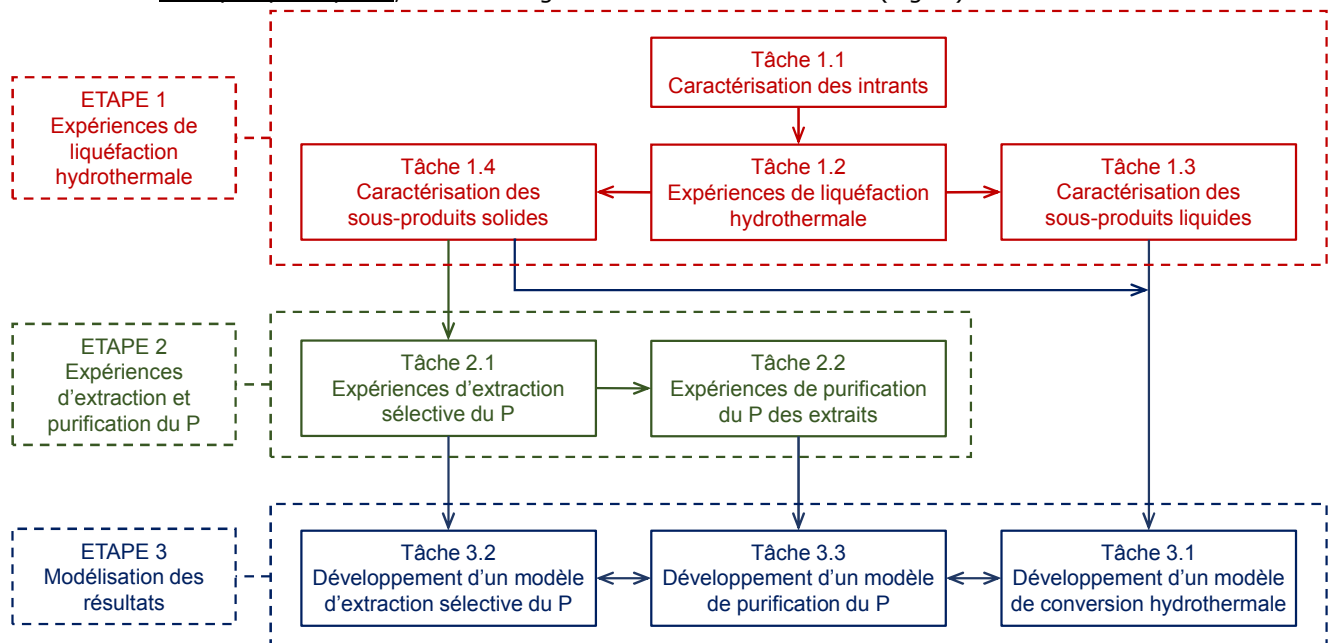 Tâche 1.1
Caractérisation des intrants
ETAPE 1
Expériences de
liquéfaction
hydrothermale
Tâche 1.4
Caractérisation des
sous-produits solides
Tâche 1.2
Expériences de liquéfaction
hydrothermale
Tâche 1.3
Caractérisation des
sous-produits liquides
ETAPE 2
Expériences
d'extraction et
purification du P
Tâche 2.1
Expériences d'extraction
sélective du P
Tâche 2.2
Expériences de purification
du P des extraits
ETAPE 3
Modélisation des
résultats
Tâche 3.2
Développement d'un modèle
d'extraction sélective du P
Tâche 3.3
Développement d'un modèle
de purification du P
Tâche 3.1
Développement d'un modèle
de conversion hydrothermale